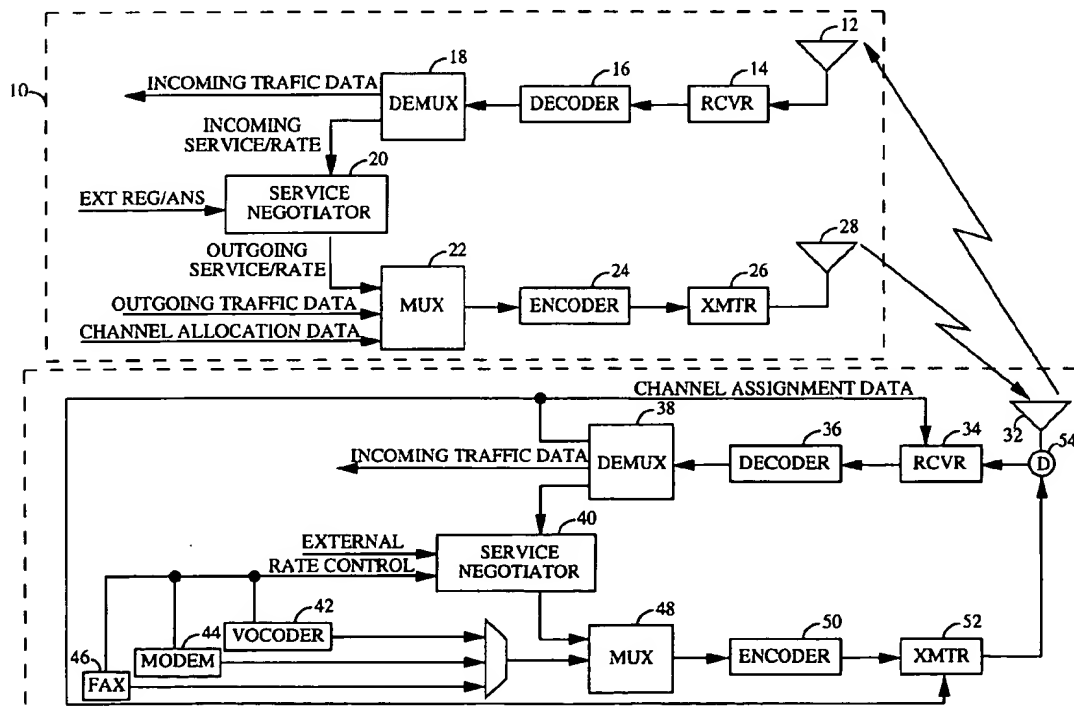 10
12
18
16
14
INCOMING TRAFIC DATA
DEMUX
DECODER
RCVR
INCOMING
SERVICE/RATE
20
EXT REG/ANS
SERVICE
NEGOTIATOR
OUTGOING
SERVICE/RATE
22
24
26
28
MUX
ENCODER
XMTR
OUTGOING TRAFFIC DATA
CHANNEL ALLOCATION DATA
CHANNEL ASSIGNMENT DATA
38
36
34
32
54
INCOMING TRAFFIC DATA
DEMUX
DECODER
RCVR
D
40
EXTERNAL
RATE CONTROL
SERVICE
NEGOTIATOR
42
VOCODER
44
MODEM
46
FAX
48
50
52
MUX
ENCODER
XMTR